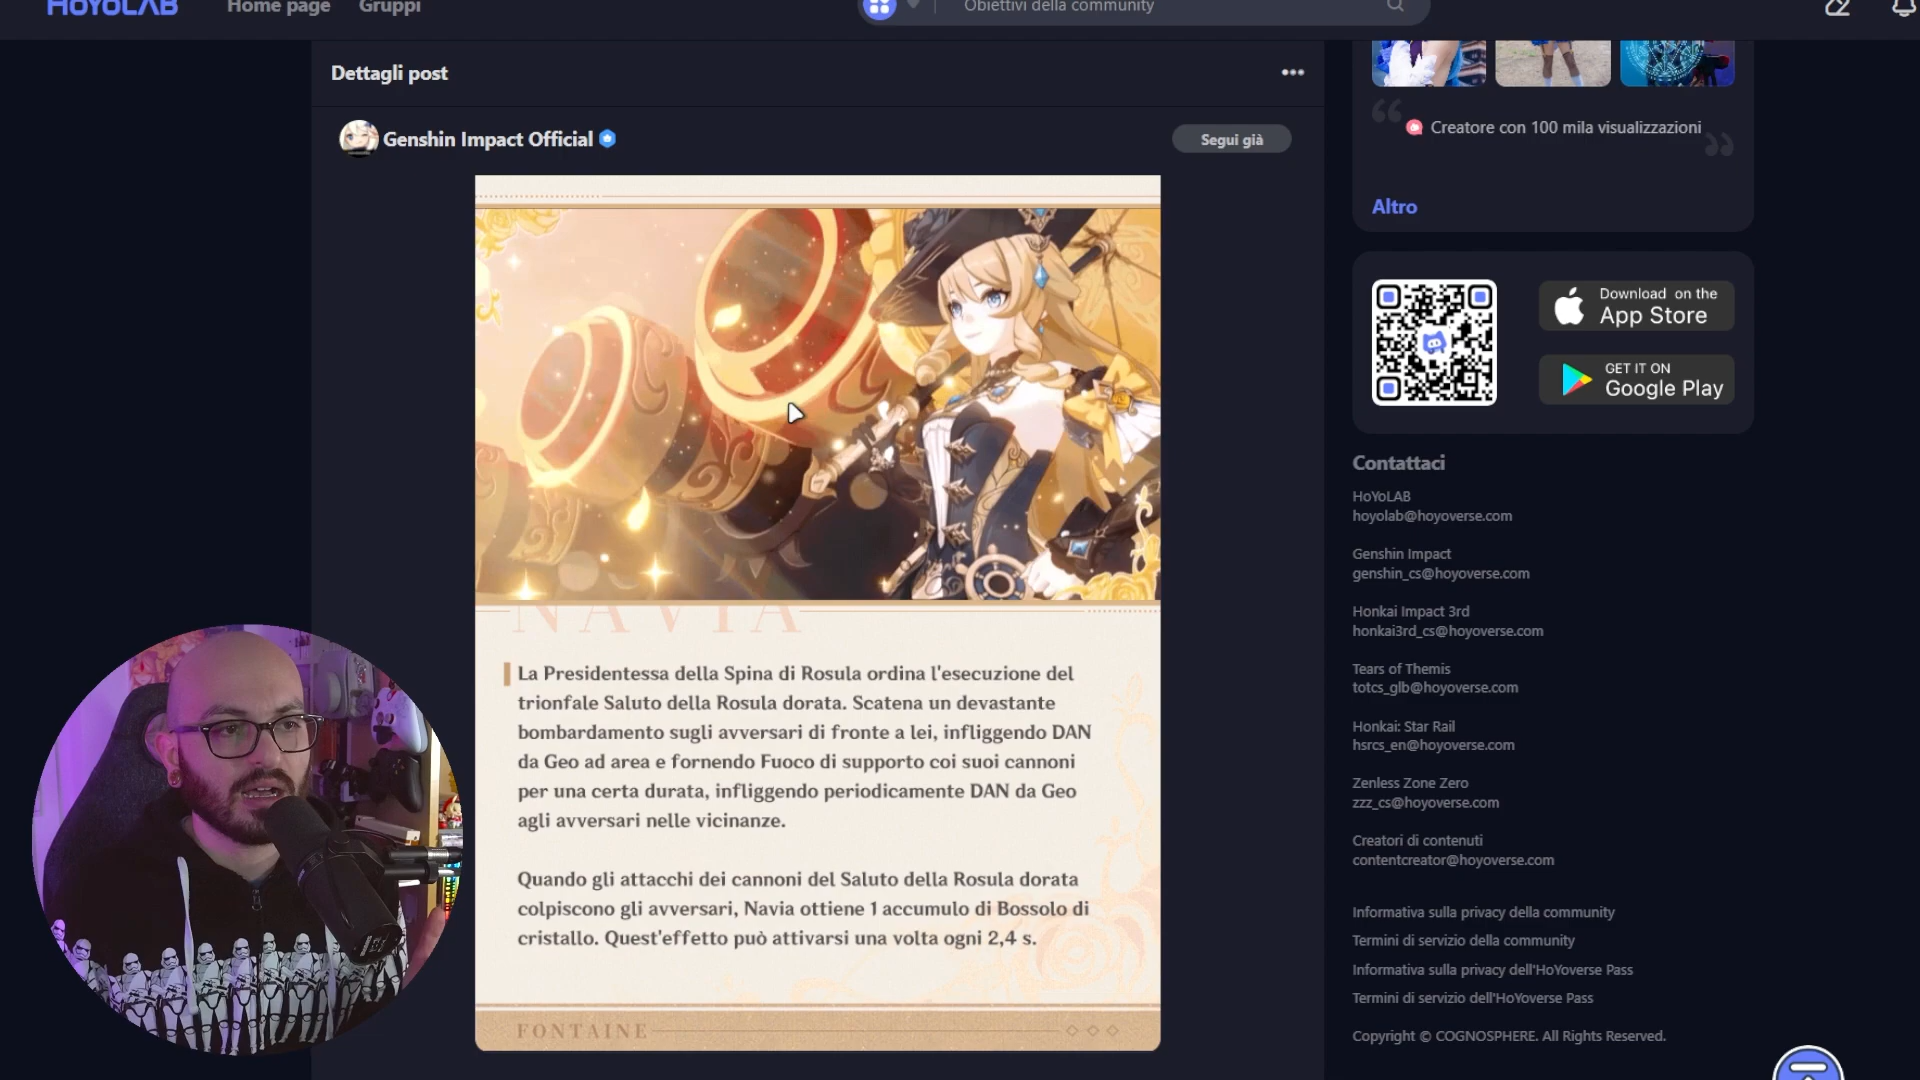 HOYOLAB
Home page
Gruppi
Obiettivi della community
Dettagli post
Genshin Impact Official
Segui già
NAVIA
La Presidentessa della Spina di Rosula ordina l'esecuzione del
trionfale Saluto della Rosula dorata. Scatena un devastante
bombardamento sugli avversari di fronte a lei, infliggendo DAN
da Geo ad area e fornendo Fuoco di supporto coi suoi cannoni
per una certa durata, infliggendo periodicamente DAN da Geo
agli avversari nelle vicinanze.
Quando gli attacchi dei cannoni del Saluto della Rosula dorata
colpiscono gli avversari, Navia ottiene 1 accumulo di Bossolo di
cristallo. Quest'effetto può attivarsi una volta ogni 2,4 s.
FONTAINE
Creatore con 100 mila visualizzazioni
Altro
Download on the
App Store
GET IT ON
Google Play
Contattaci
HoYoLAB
hoyolab@hoyoverse.com
Genshin Impact
genshin_cs@hoyoverse.com
Honkai Impact 3rd
honkai3rd_cs@hoyoverse.com
Tears of Themis
totcs_glb@hoyoverse.com
Honkai: Star Rail
hsrcs_en@hoyoverse.com
Zenless Zone Zero
zzz_cs@hoyoverse.com
Creatori di contenuti
contentcreator@hoyoverse.com
Informativa sulla privacy della community
Termini di servizio della community
Informativa sulla privacy dell'HoYoverse Pass
Termini di servizio dell'HoYoverse Pass
Copyright © COGNOSPHERE. All Rights Reserved.